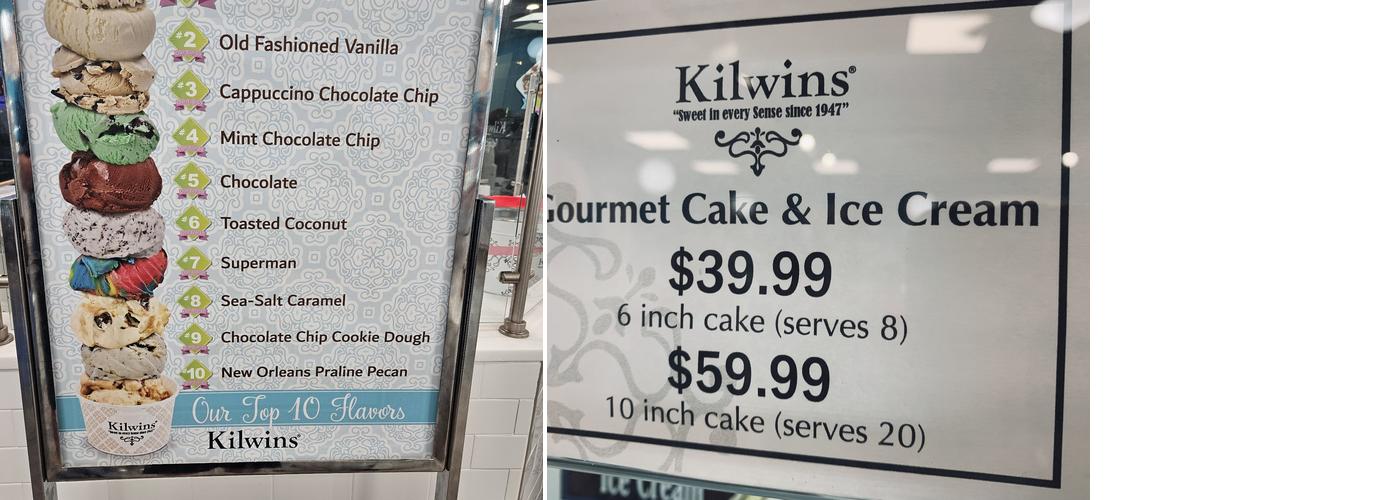 #2 Old Fashioned Vanilla
#3 Cappuccino Chocolate Chip
#4 Mint Chocolate Chip
#5 Chocolate
#6 Toasted Coconut
#7 Superman
#8 Sea-Salt Caramel
#9 Chocolate Chip Cookie Dough
#10 New Orleans Praline Pecan
Our Top 10 Flavors
Kilwins
Kilwins®
Kilwins®
"Sweet in every Sense since 1947"
Gourmet Cake & Ice Cream
$39.99
6 inch cake (serves 8)
$59.99
10 inch cake (serves 20)
Ice Cream